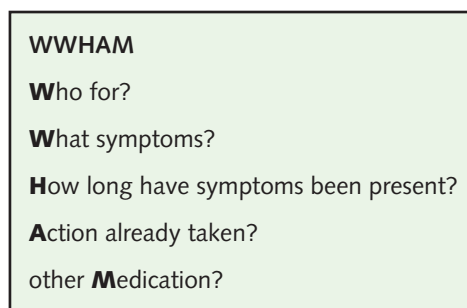 WWHAM
Who for?
What symptoms?
How long have symptoms been present?
Action already taken?
other Medication?